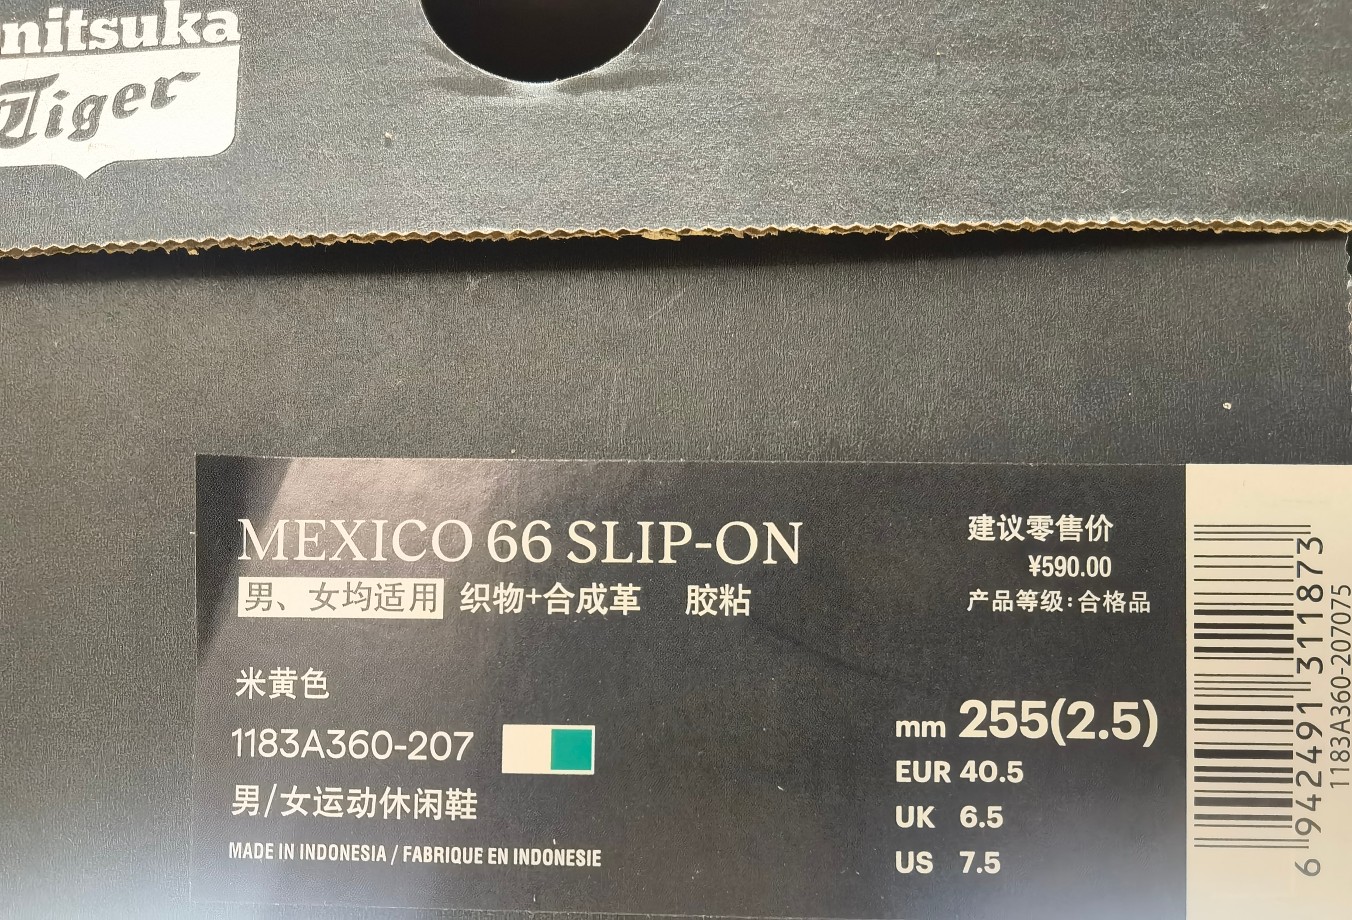 nitsuka
Tiger
MEXICO 66 SLIP-ON
男、女均适用 织物+合成革 胶粘
建议零售价
¥590.00
产品等级:合格品
米黄色
1183A360-207
男/女运动休闲鞋
MADE IN INDONESIA / FABRIQUE EN INDONESIE
mm 255(2.5)
EUR 40.5
UK 6.5
US 7.5
6 942491 311873
1183A360-207075